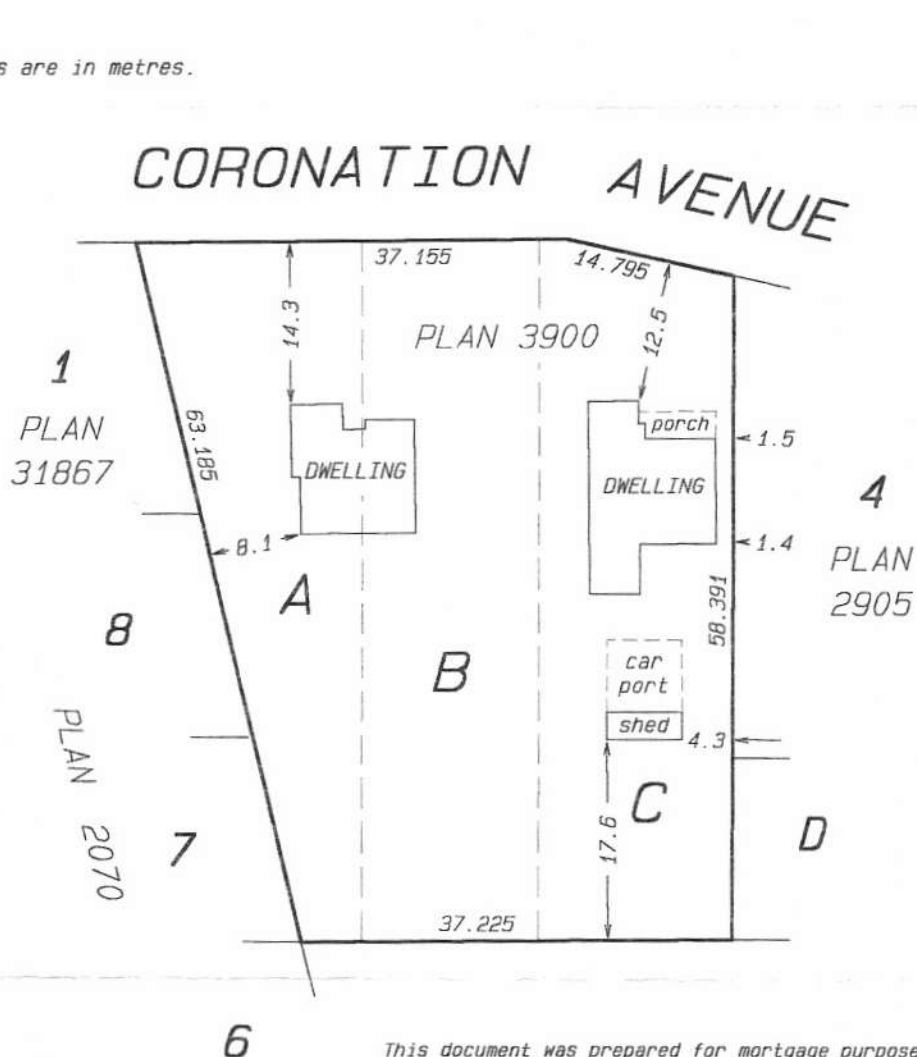 s are in metres.
CORONATION AVENUE
37.155
14.795
14.3
12.5
PLAN 3900
1
PLAN
31867
63.185
DWELLING
porch
1.5
DWELLING
4
PLAN
2905
8.1
1.4
A
58.391
8
B
car
port
shed
4.3
PLAN 2070
7
17.6
C
D
37.225
6
This document was prepared for mortgage purpose